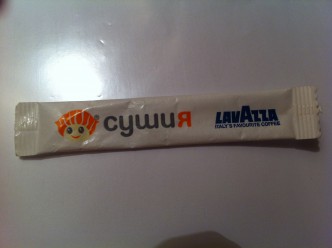 сушия
LAVAZZA
ITALY'S FAVOURITE COFFEE